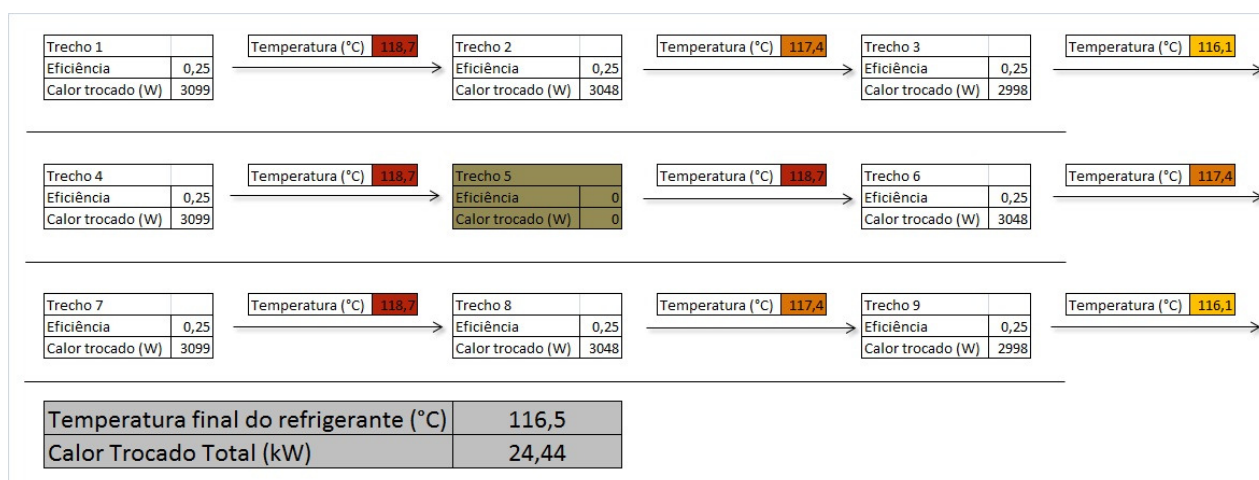 Trecho 1
Temperatura (°C) 118,7
Trecho 2
Temperatura (°C) 117,4
Trecho 3
Temperatura (°C) 116,1
Eficiência 0,25
Eficiência 0,25
Eficiência 0,25
Calor trocado (W) 3099
Calor trocado (W) 3048
Calor trocado (W) 2998
Trecho 4
Temperatura (°C) 118,7
Trecho 5
Temperatura (°C) 118,7
Trecho 6
Temperatura (°C) 117,4
Eficiência 0,25
Eficiência 0
Eficiência 0,25
Calor trocado (W) 3099
Calor trocado (W) 0
Calor trocado (W) 3048
Trecho 7
Temperatura (°C) 118,7
Trecho 8
Temperatura (°C) 117,4
Trecho 9
Temperatura (°C) 116,1
Eficiência 0,25
Eficiência 0,25
Eficiência 0,25
Calor trocado (W) 3099
Calor trocado (W) 3048
Calor trocado (W) 2998
Temperatura final do refrigerante (°C) 116,5
Calor Trocado Total (kW) 24,44